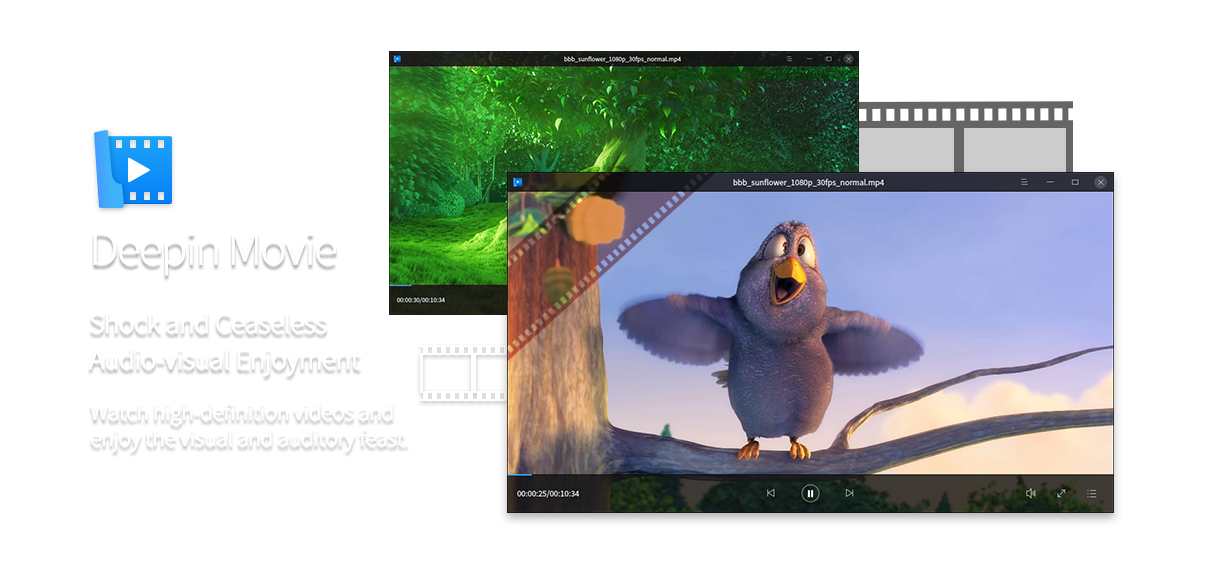 bbb_sunflower_1080p_30fps_normal.mp4
bbb_sunflower_1080p_30fps_normal.mp4
Deepin Movie
00:00:30/00:10:34
Shock and Ceaseless
Audio-visual Enjoyment
Watch high-definition videos and
enjoy the visual and auditory feast.
00:00:25/00:10:34